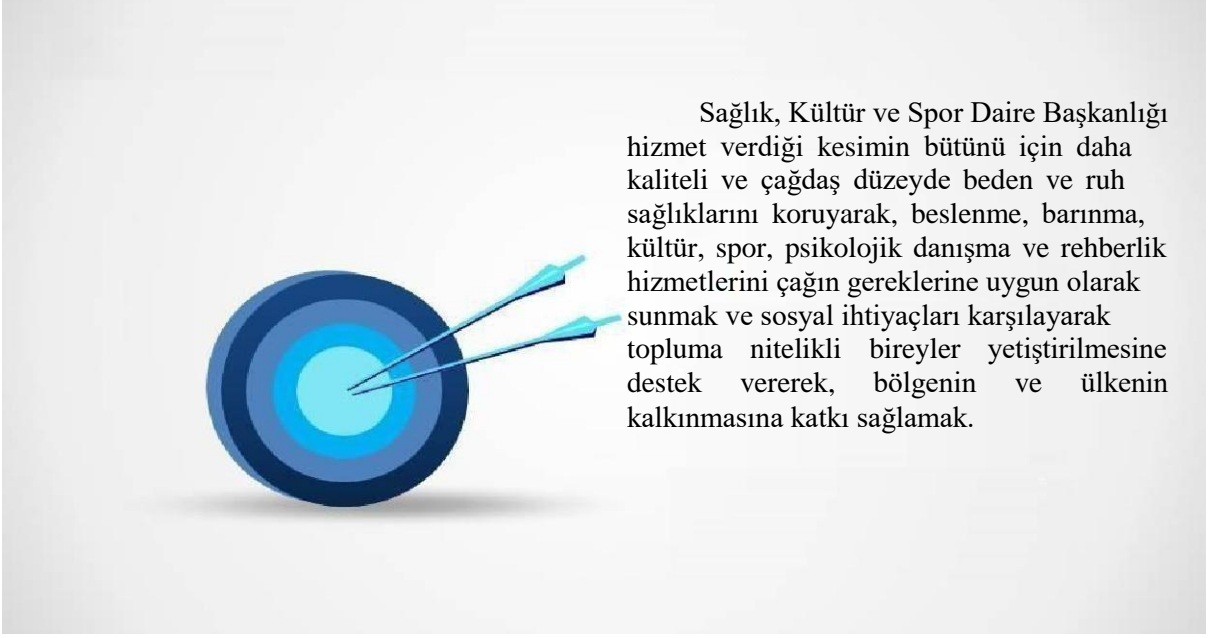 Sağlık, Kültür ve Spor Daire Başkanlığı
hizmet verdiği kesimin bütünü için daha
kaliteli ve çağdaş düzeyde beden ve ruh
sağlıklarını koruyarak, beslenme, barınma,
kültür, spor, psikolojik danışma ve rehberlik
hizmetlerini çağın gereklerine uygun olarak
sunmak ve sosyal ihtiyaçları karşılayarak
topluma nitelikli bireyler yetiştirilmesine
destek vererek, bölgenin ve ülkenin
kalkınmasına katkı sağlamak.